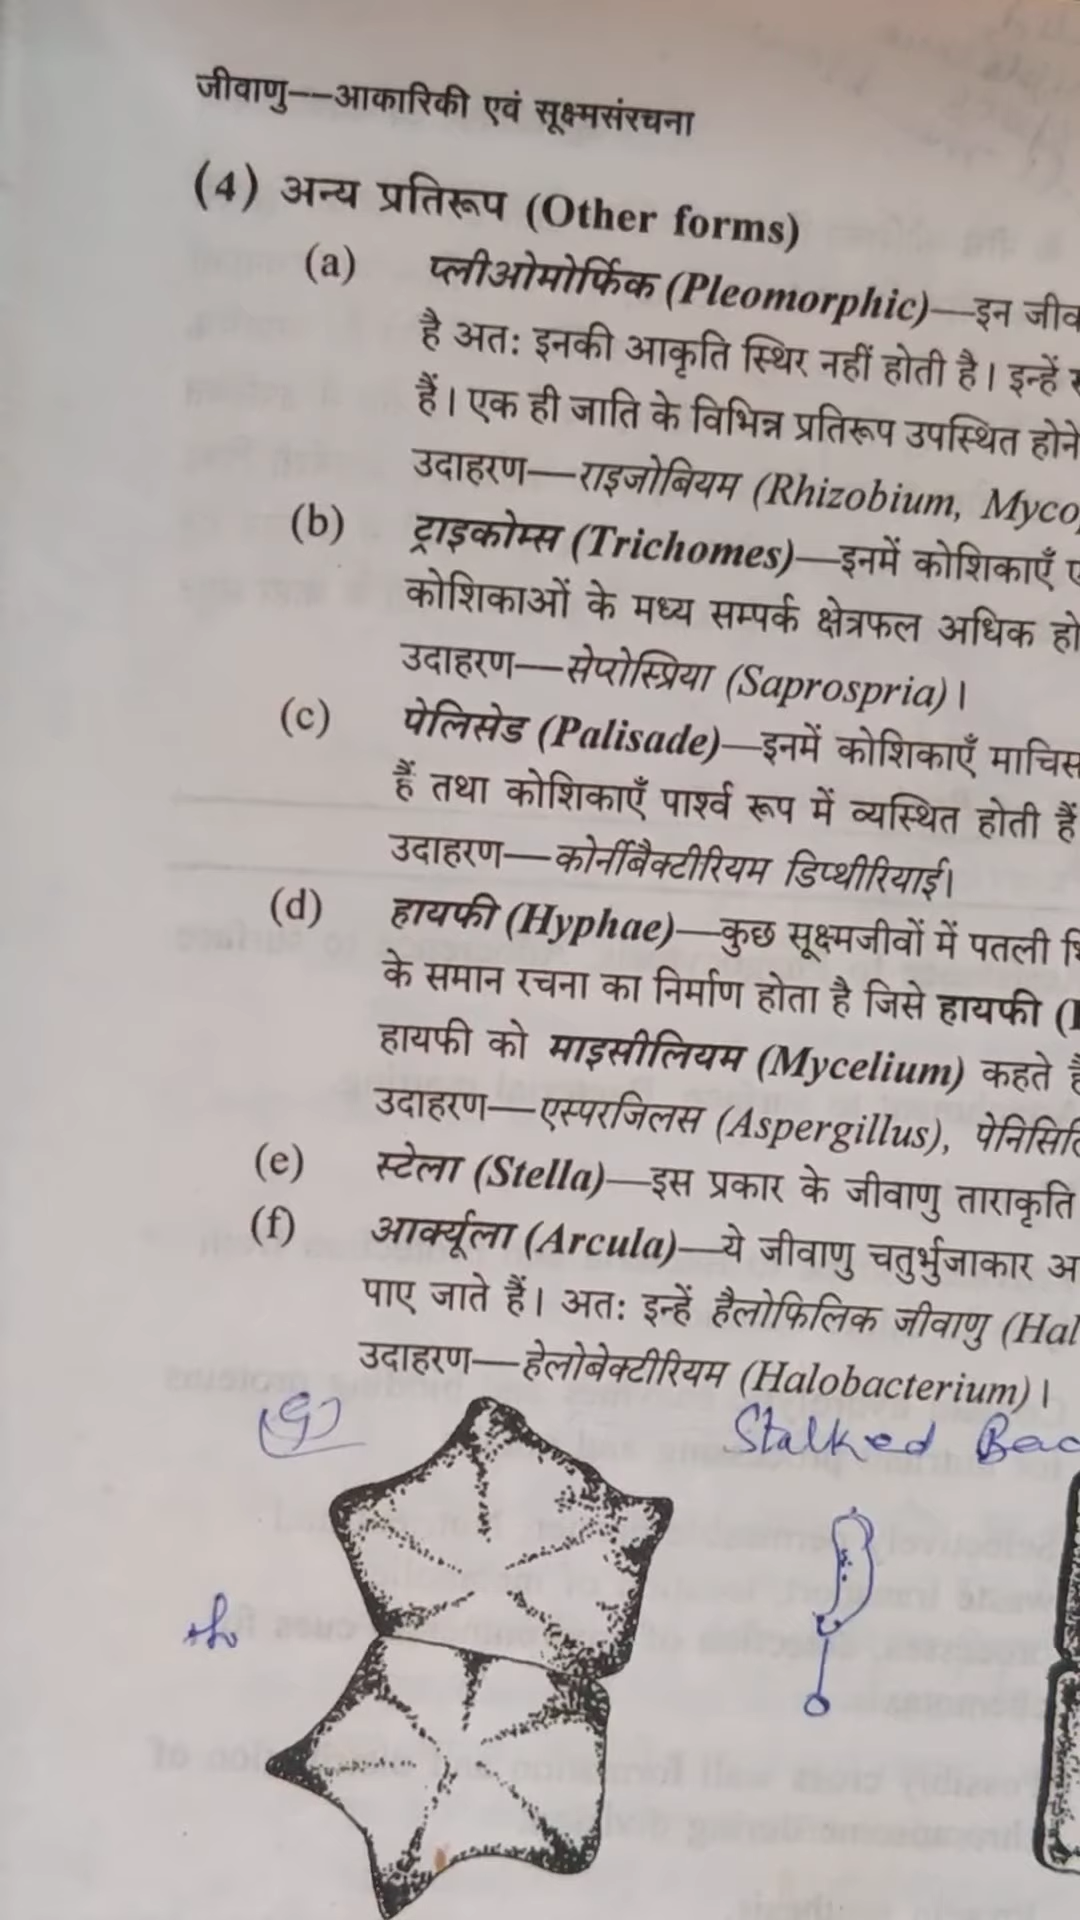 जीवाणु—आकारिकी एवं सूक्ष्मसंरचना
(4) अन्य प्रतिरूप (Other forms)
(a) प्लीओमोर्फिक (Pleomorphic)—इन
है अतः इनकी आकृति स्थिर नहीं होती है। इन्हें
हैं। एक ही जाति के विभिन्न प्रतिरूप उपस्थित होने
उदाहरण—राइजोबियम (Rhizobium,
(b) ट्राइकोम्स (Trichomes)—इनमें कोशिकाएँ
कोशिकाओं के मध्य सम्पर्क क्षेत्रफल अधिक
उदाहरण—सेप्रोस्प्रिया (Saprospria)।
(c) पेलिसेड (Palisade)—इनमें कोशिकाएँ माचिस
हैं तथा कोशिकाएँ पार्श्व रूप में व्यस्थित होती हैं
उदाहरण—कोर्नीबैक्टीरियम डिप्थीरियाई।
(d) हायफी (Hyphae)—कुछ सूक्ष्मजीवों में पतली
के समान रचना का निर्माण होता है जिसे हायफी
हायफी को माइसीलियम (Mycelium) कहते
उदाहरण—एस्परजिलस (Aspergillus),
(e) स्टेला (Stella)—इस प्रकार के जीवाणु ताराकृति
(f) आर्क्यूला (Arcula)—ये जीवाणु चतुर्भुजाकार
पाए जाते हैं। अतः इन्हें हैलोफिलिक जीवाणु
उदाहरण—हेलोबेक्टीरियम (Halobacterium)।
Stalked